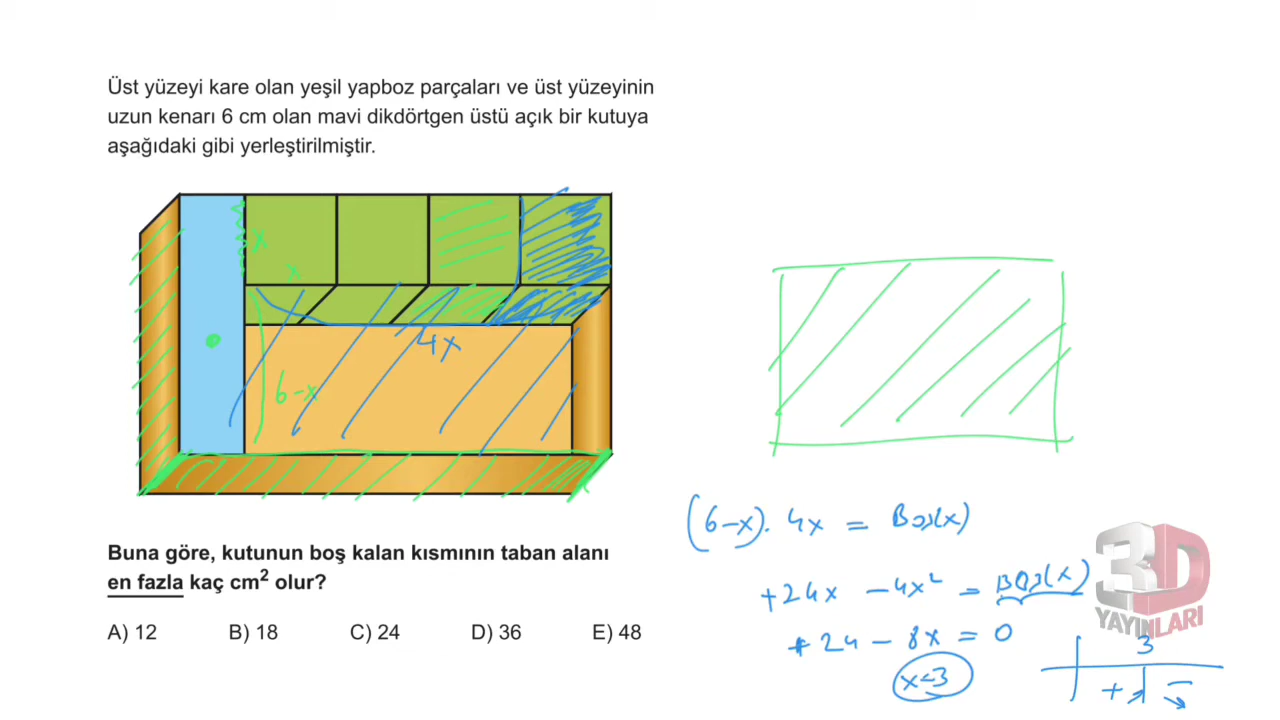 Üst yüzeyi kare olan yeşil yapboz parçaları ve üst yüzeyinin
uzun kenarı 6 cm olan mavi dikdörtgen üstü açık bir kutuya
aşağıdaki gibi yerleştirilmiştir.
x
x
4x
6-x
Buna göre, kutunun boş kalan kısmının taban alanı
en fazla kaç cm² olur?
A) 12 B) 18 C) 24 D) 36 E) 48
(6-x). 4x = Boş(x)
+24x -4x² = Boş(x)
+24 - 8x = 0
x=3
3
+ -
3D
YAYINLARI